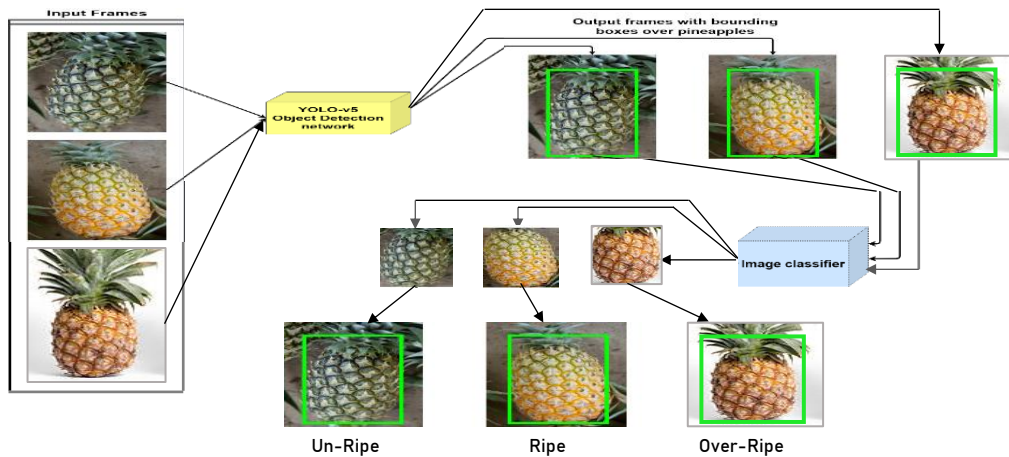 Input Frames
Output frames with bounding
boxes over pineapples
YOLO-v5
Object Detection
network
Image classifier
Un-Ripe
Ripe
Over-Ripe